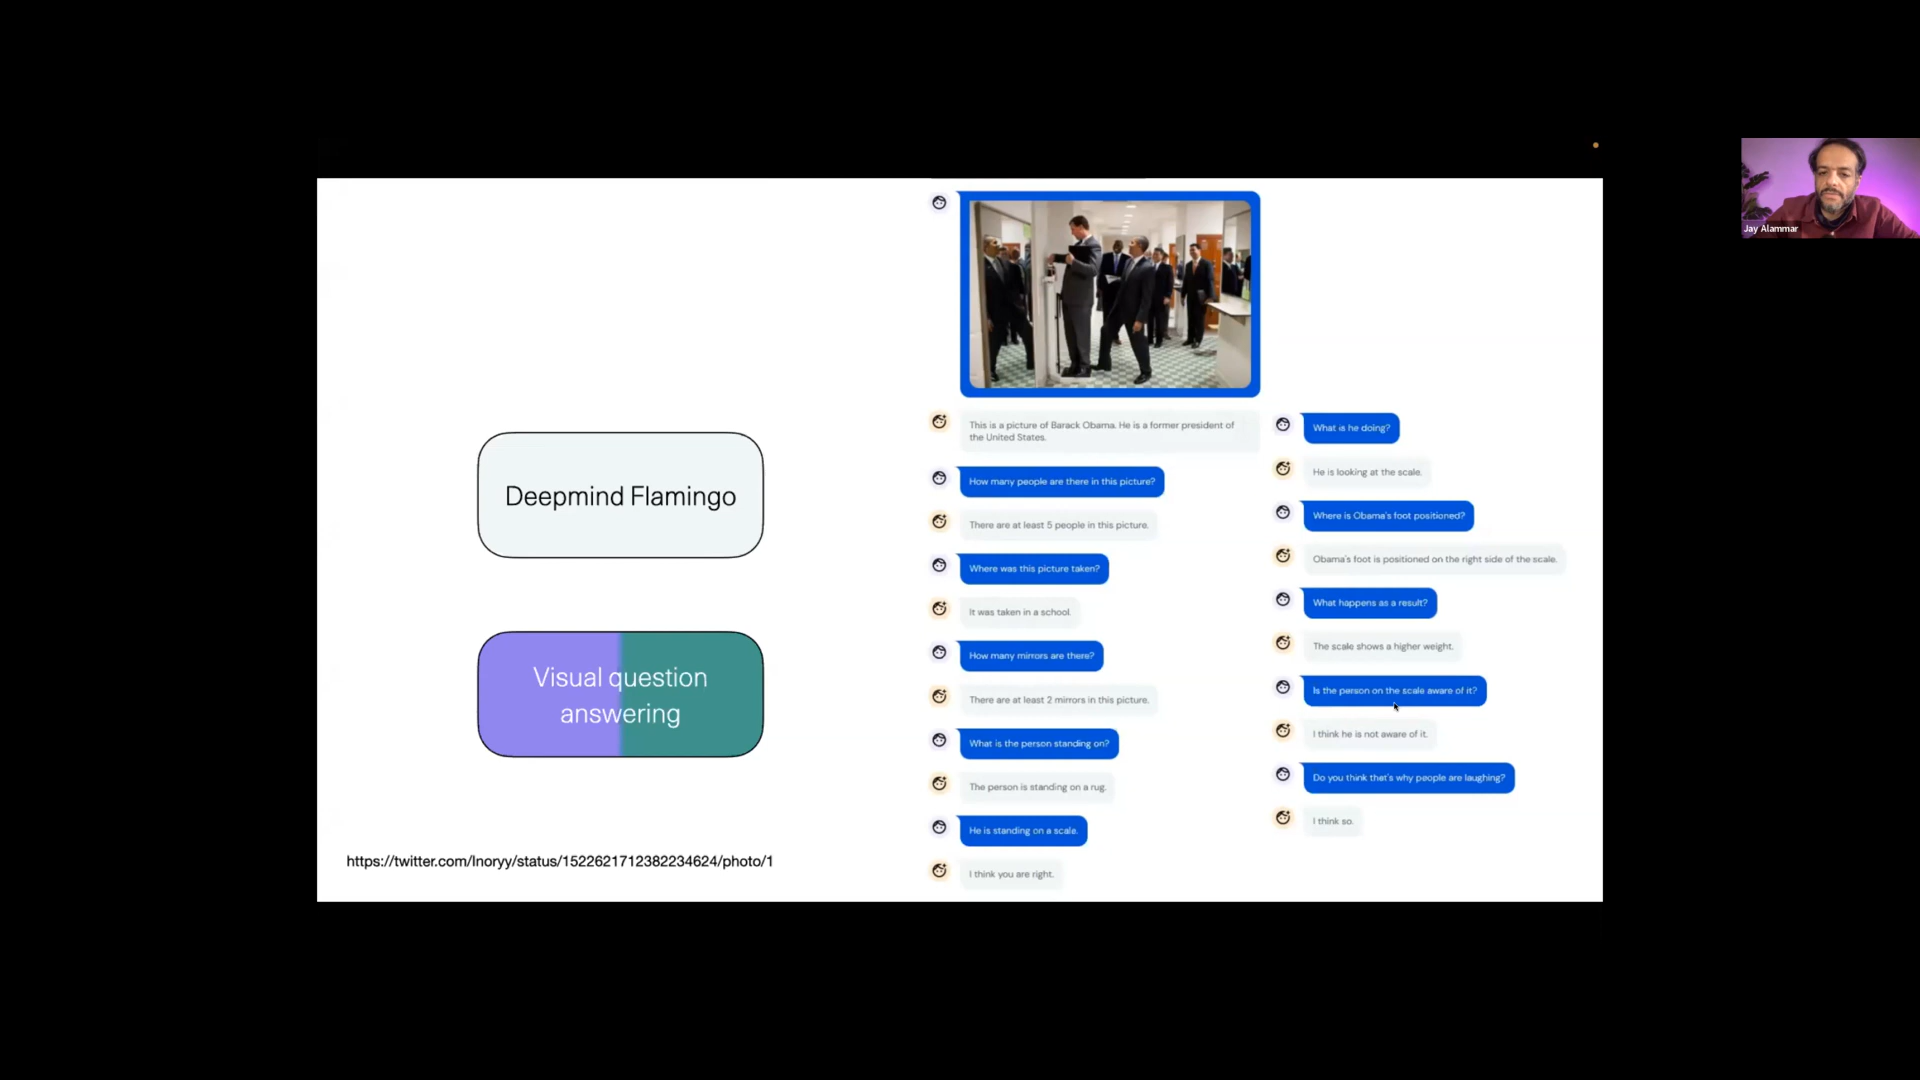 Jay Alammar
Deepmind Flamingo
Visual question
answering
https://twitter.com/Inoryy/status/1522621712382234624/photo/1
This is a picture of Barack Obama. He is a former president of
the United States.
How many people are there in this picture?
There are at least 5 people in this picture.
Where was this picture taken?
It was taken in a school.
How many mirrors are there?
There are at least 2 mirrors in this picture.
What is the person standing on?
The person is standing on a rug.
He is standing on a scale.
I think you are right.
What is he doing?
He is looking at the scale.
Where is Obama's foot positioned?
Obama's foot is positioned on the right side of the scale.
What happens as a result?
The scale shows a higher weight.
Is the person on the scale aware of it?
I think he is not aware of it.
Do you think that's why people are laughing?
I think so.